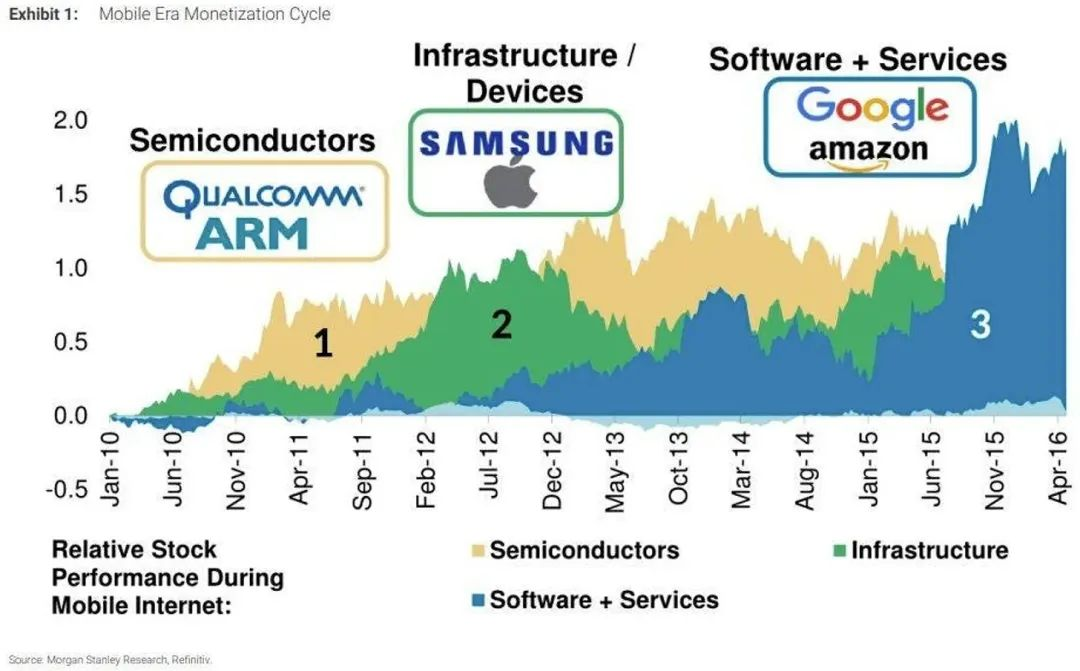 Exhibit 1: Mobile Era Monetization Cycle
Infrastructure /
Devices
Software + Services
Semiconductors
QUALCOMM®
ARM
SAMSUNG
Google
amazon
2.0
1.5
1.0
0.5
0.0
-0.5
1
2
3
Jan-10
Jun-10
Nov-10
Apr-11
Sep-11
Feb-12
Jul-12
Dec-12
May-13
Oct-13
Mar-14
Aug-14
Jan-15
Jun-15
Nov-15
Apr-16
Relative Stock
Performance During
Mobile Internet:
Semiconductors
Infrastructure
Software + Services
Source: Morgan Stanley Research, Refinitiv.